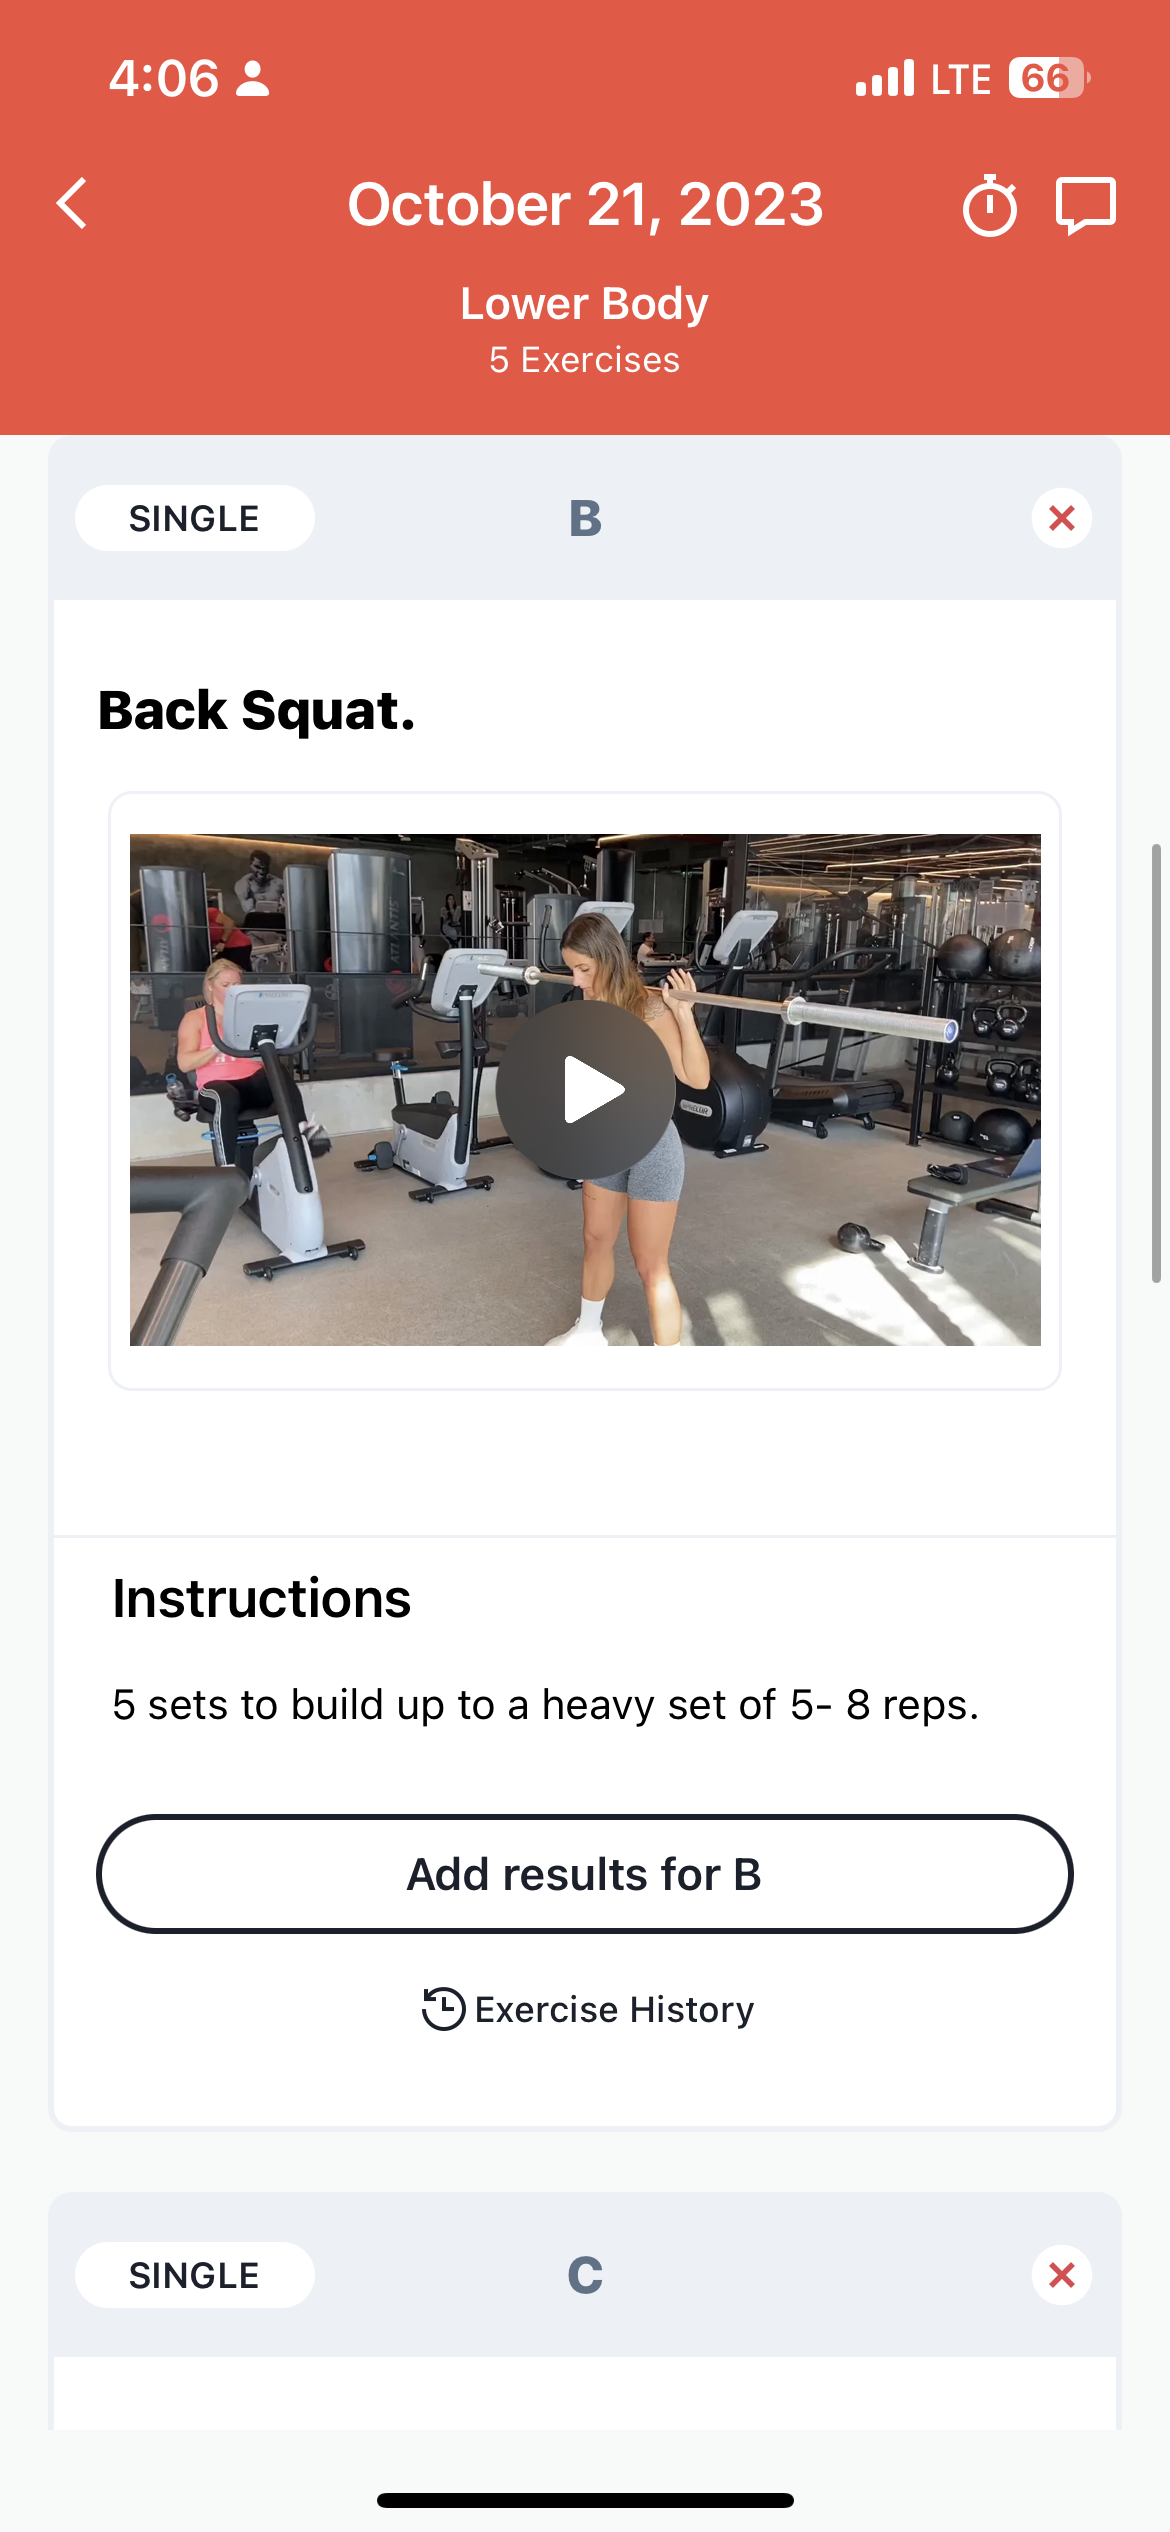 4:06
LTE 66
October 21, 2023
Lower Body
5 Exercises
SINGLE
B
Back Squat.
ATLANTIS
Instructions
5 sets to build up to a heavy set of 5- 8 reps.
Add results for B
Exercise History
SINGLE
C